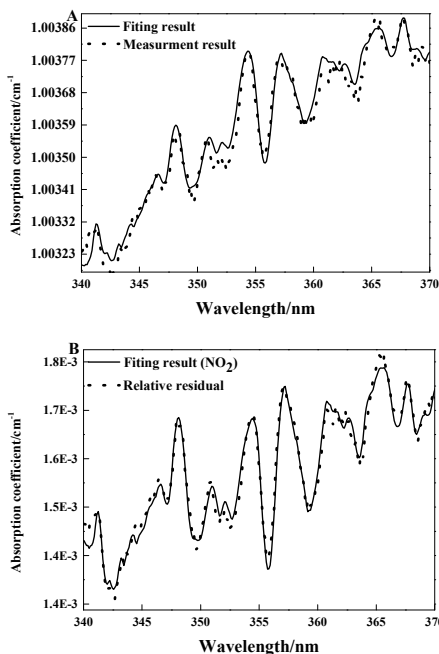 A
Fiting result
Measurment result
1.00386
1.00377
1.00368
1.00359
1.00350
1.00341
1.00332
1.00323
Absorption coefficient/cm-1
340 345 350 355 360 365 370
Wavelength/nm
B
Fiting result (NO2)
Relative residual
1.8E-3
1.7E-3
1.6E-3
1.5E-3
1.4E-3
1.4E-3
Absorption coefficient/cm-1
340 345 350 355 360 365 370
Wavelength/nm